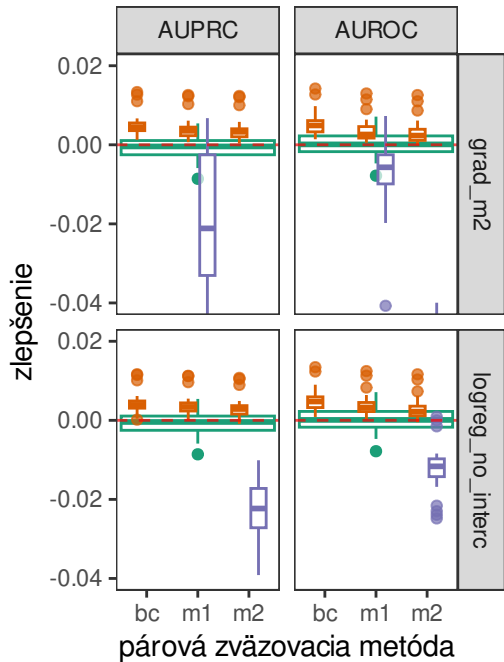 AUPRC AUROC
zlepšenie
0.02
0.00
-0.02
-0.04
grad_m2
0.02
0.00
-0.02
-0.04
logreg_no_interc
bc m1 m2 bc m1 m2
párová zväzovacia metóda